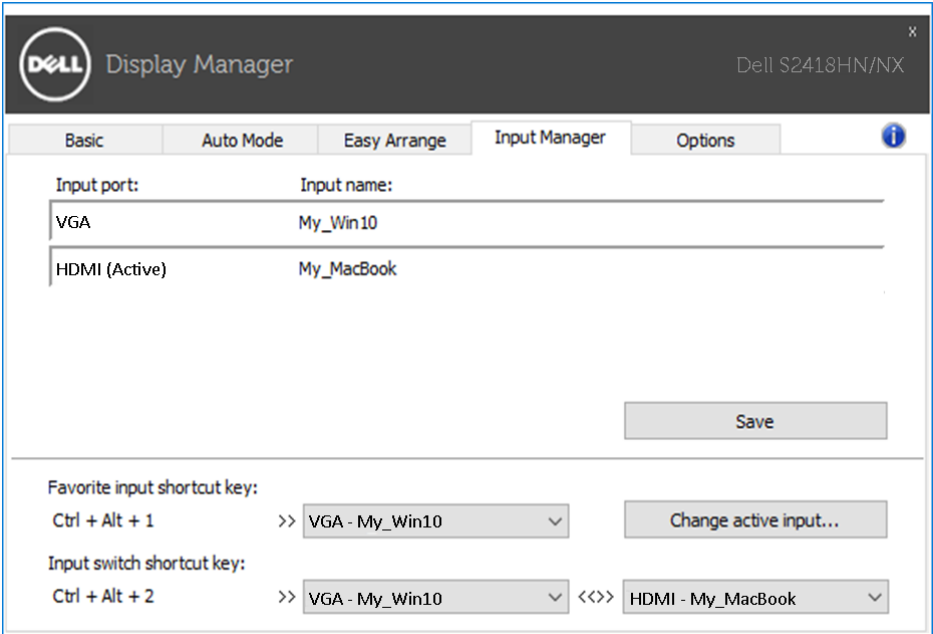 DELL Display Manager
x
Dell S2418HN/NX
Basic Auto Mode Easy Arrange Input Manager Options i
Input port: Input name:
VGA My_Win10
HDMI (Active) My_MacBook
Save
Favorite input shortcut key:
Ctrl + Alt + 1 >> VGA - My_Win10 Change active input...
Input switch shortcut key:
Ctrl + Alt + 2 >> VGA - My_Win10 <<>> HDMI - My_MacBook